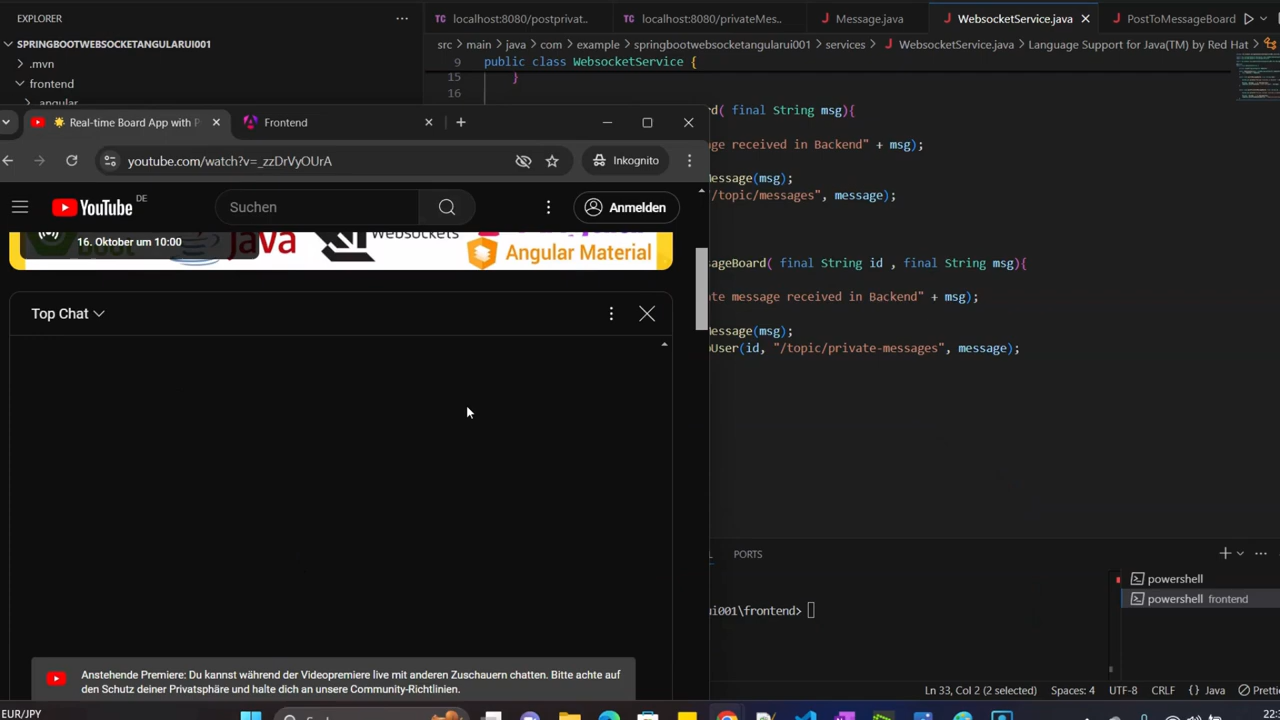 EXPLORER
SPRINGBOOTWEBSOCKETANGULARUI001
.mvn
frontend
angular
localhost:8080/postprivat..
localhost:8080/privateMes..
Message.java
WebsocketService.java
PostToMessageBoard
src > main > java > com > example > springbootwebsocketangularui001 > services > WebsocketService.java > Language Support for Java(TM) by Red Hat >
9 public class WebsocketService {
15 }
16
d( final String msg){
ge received in Backend" + msg);
Message(msg);
"/topic/messages", message);
sageBoard( final String id , final String msg){
te message received in Backend" + msg);
Message(msg);
oUser(id, "/topic/private-messages", message);
Real-time Board App with P
Frontend
youtube.com/watch?v=_zzDrVyOUrA
Inkognito
YouTube DE
Suchen
Anmelden
16. Oktober um 10:00
Java
Websockets
Angular Material
Top Chat
Anstehende Premiere: Du kannst während der Videopremiere live mit anderen Zuschauern chatten. Bitte achte auf
den Schutz deiner Privatsphäre und halte dich an unsere Community-Richtlinien.
PORTS
ui001\frontend>
powershell
powershell frontend
Ln 33, Col 2 (2 selected) Spaces: 4 UTF-8 CRLF {} Java
EUR/JPY